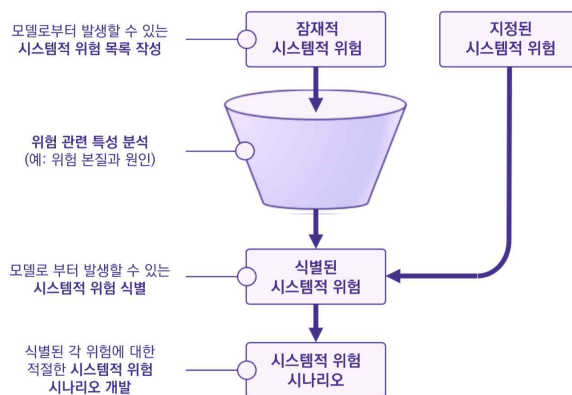 모델로부터 발생할 수 있는
시스템적 위험 목록 작성
잠재적
시스템적 위험
지정된
시스템적 위험
위험 관련 특성 분석
(예: 위험 본질과 원인)
모델로 부터 발생할 수 있는
시스템적 위험 식별
식별된
시스템적 위험
식별된 각 위험에 대한
적절한 시스템적 위험
시나리오 개발
시스템적 위험
시나리오